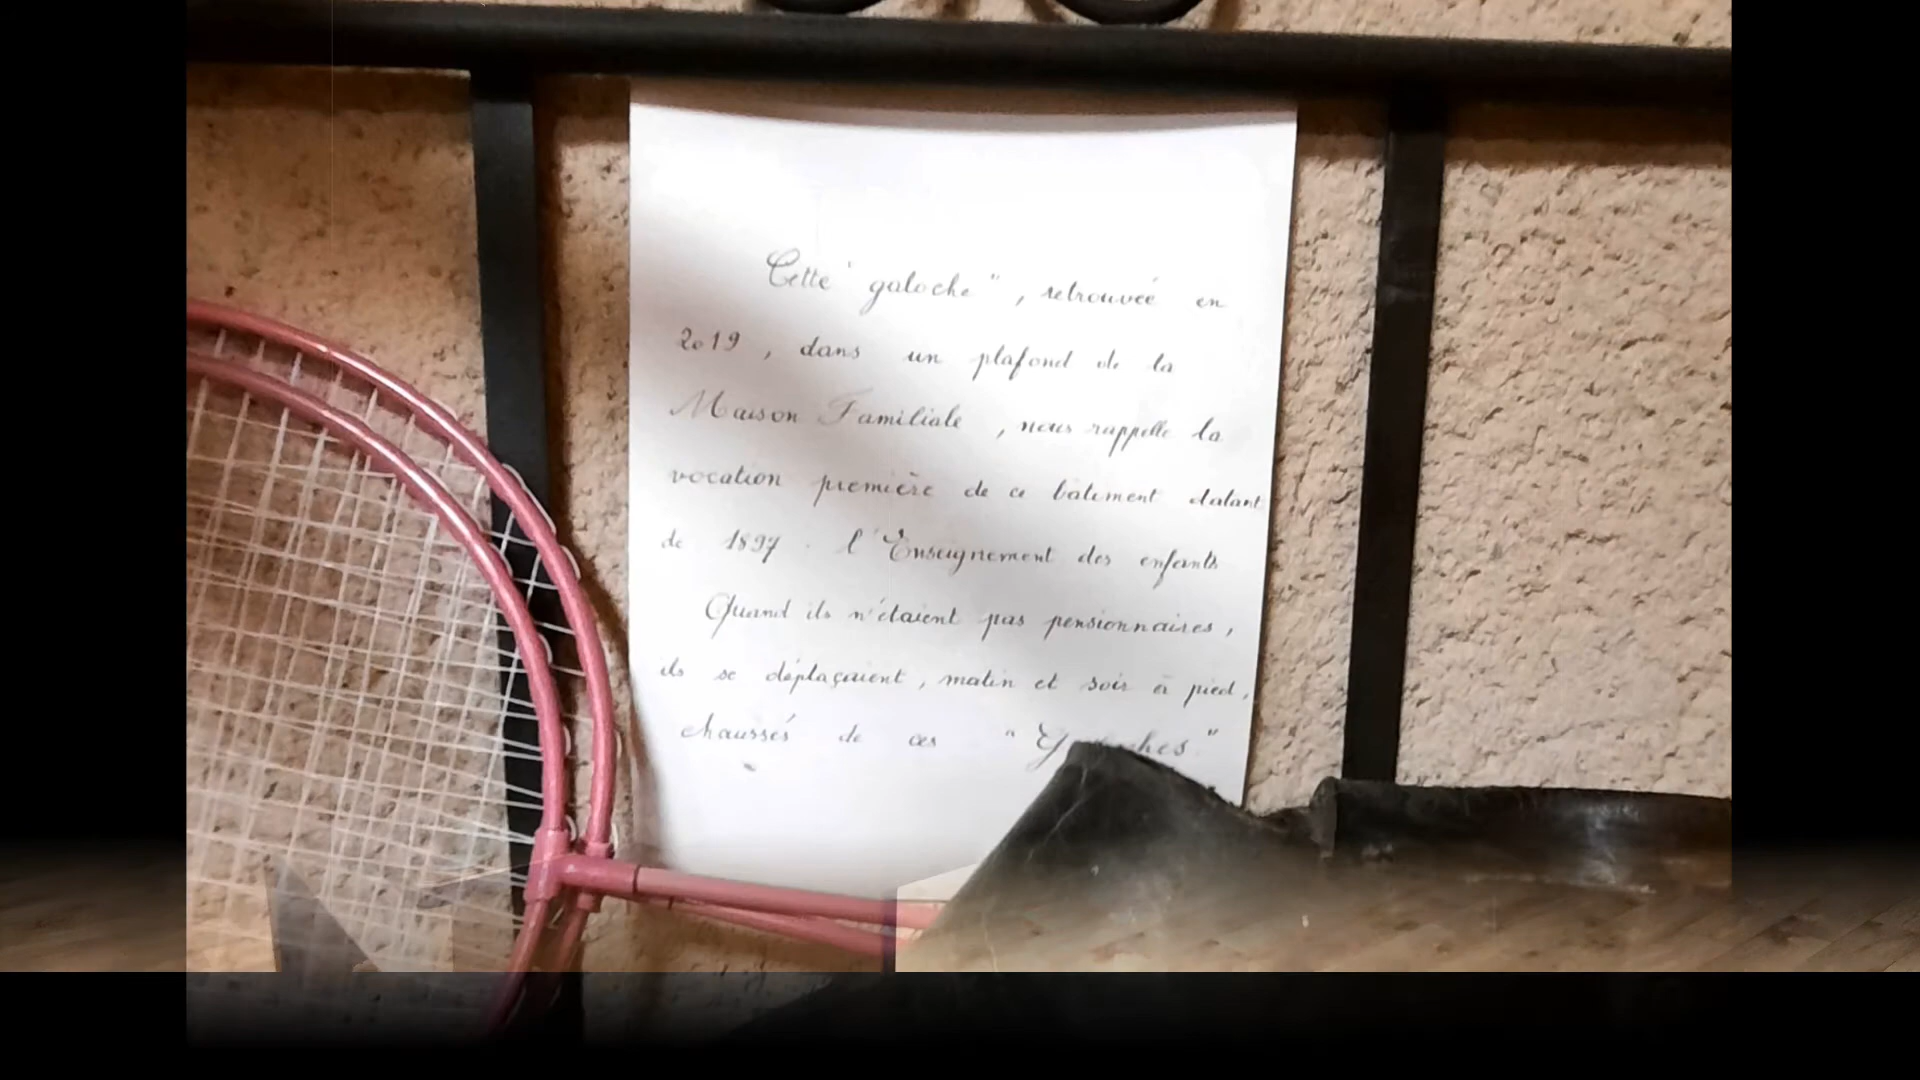 Cette "galoche", retrouvée en
2019, dans un plafond de la
Maison Familiale, nous rappelle la
vocation première de ce batiment datant
de 1897. l'Enseignement des enfants
Quand ils n'étaient pas pensionnaires,
ils se déplaçaient, matin et soir à pied,
chaussés de ces "